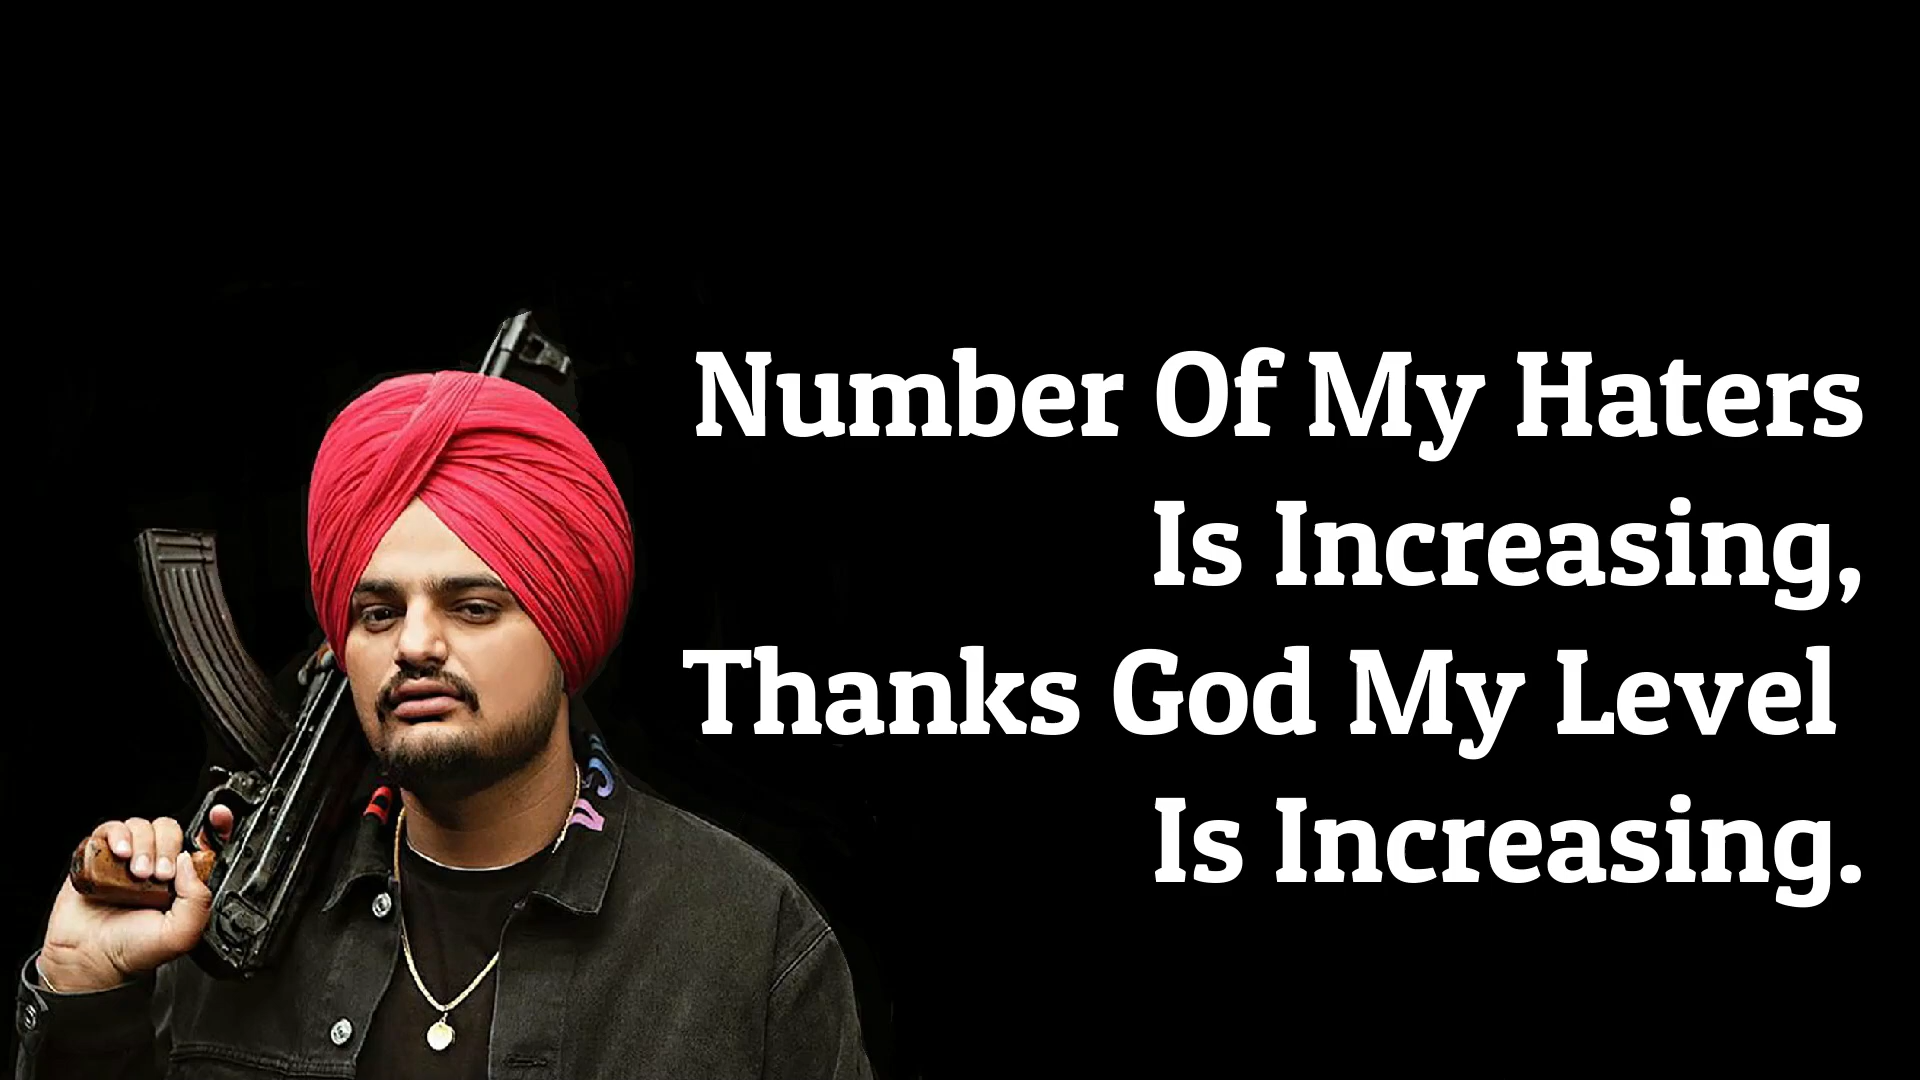 Number Of My Haters
Is Increasing,
Thanks God My Level
Is Increasing.